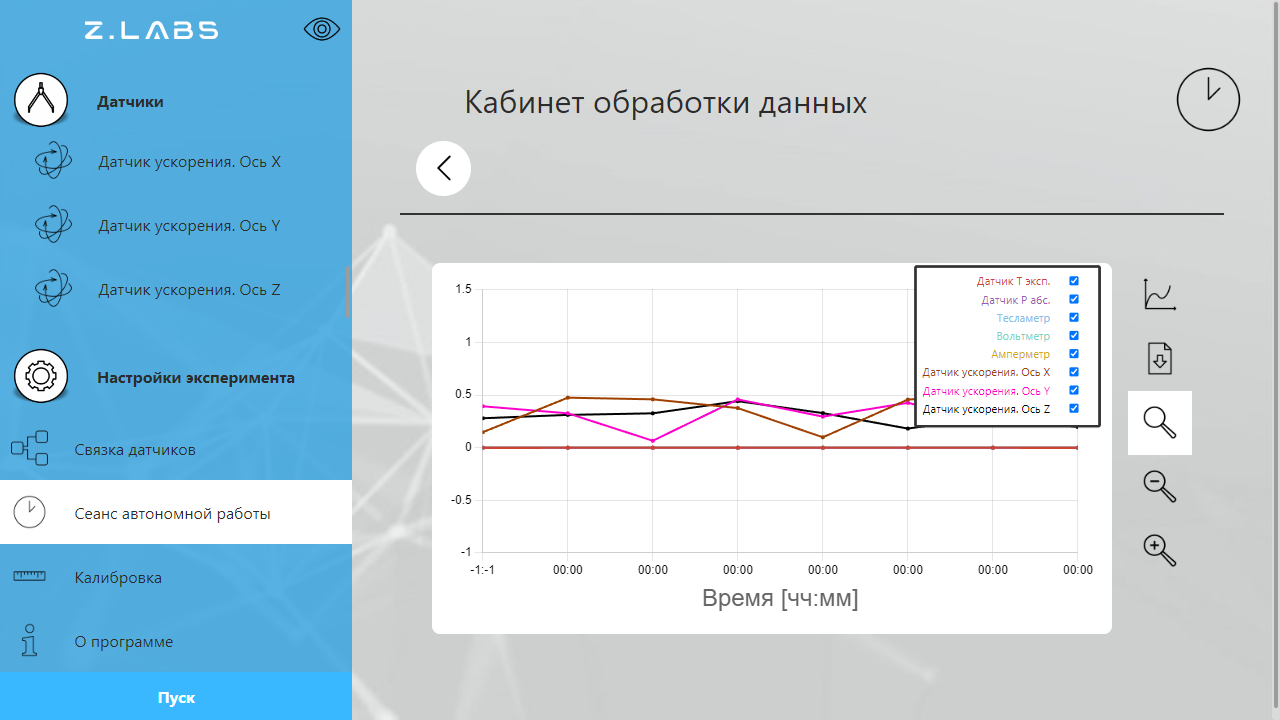 Z.LABS
Датчики
Датчик ускорения. Ось X
Датчик ускорения. Ось Y
Датчик ускорения. Ось Z
Настройки эксперимента
Связка датчиков
Сеанс автономной работы
Калибровка
О программе
Пуск
Кабинет обработки данных
1.5
1
0.5
0
-0.5
-1
-1:-1 00:00 00:00 00:00 00:00 00:00 00:00 00:00
Время [чч:мм]
Датчик T эксп.
Датчик P абс.
Тесламетр
Вольтметр
Амперметр
Датчик ускорения. Ось X
Датчик ускорения. Ось Y
Датчик ускорения. Ось Z